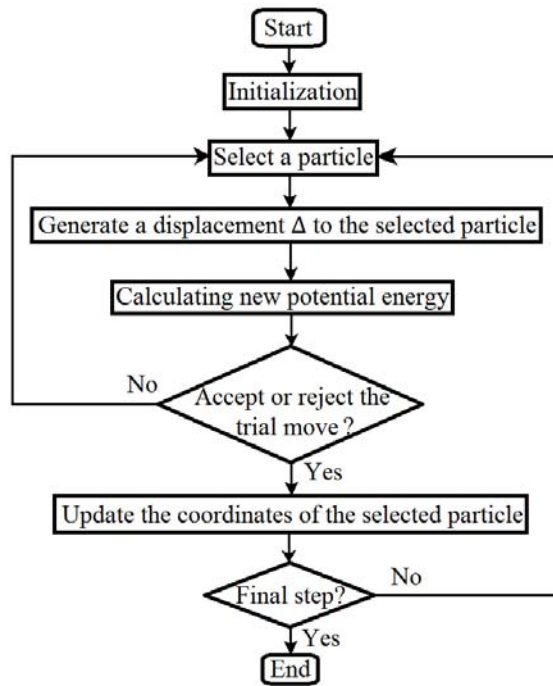 Start
Initialization
Select a particle
Generate a displacement Δ to the selected particle
Calculating new potential energy
No
Accept or reject the
trial move?
Yes
Update the coordinates of the selected particle
No
Final step?
Yes
End